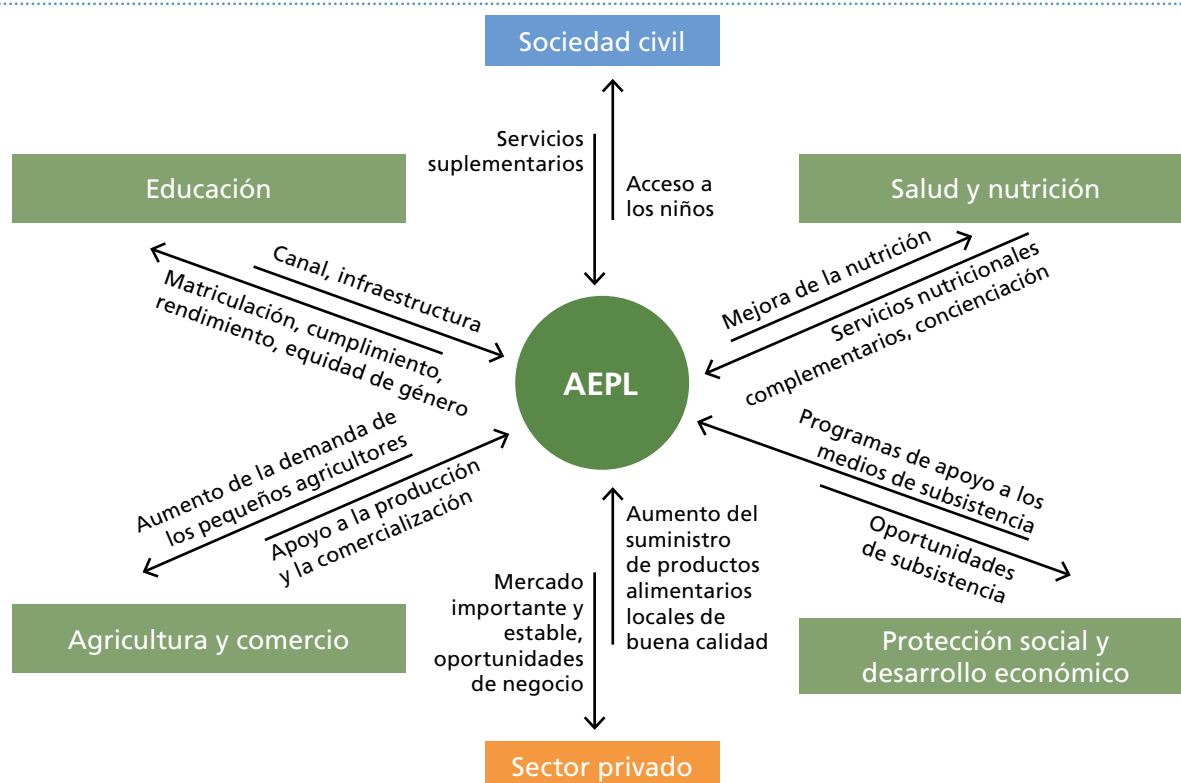 Sociedad civil
Servicios
suplementarios
Acceso a
los niños
Educación
Salud y nutrición
Canal, infraestructura
Matriculación, cumplimiento,
rendimiento, equidad de género
Mejora de la nutrición
Servicios nutricionales
complementarios, concienciación
AEPL
Aumento de la demanda de
los pequeños agricultores
Apoyo a la producción
y la comercialización
Programas de apoyo a los
medios de subsistencia
Oportunidades
de subsistencia
Mercado
importante y
estable,
oportunidades
de negocio
Aumento del
suministro
de productos
alimentarios
locales de
buena calidad
Agricultura y comercio
Protección social y
desarrollo económico
Sector privado